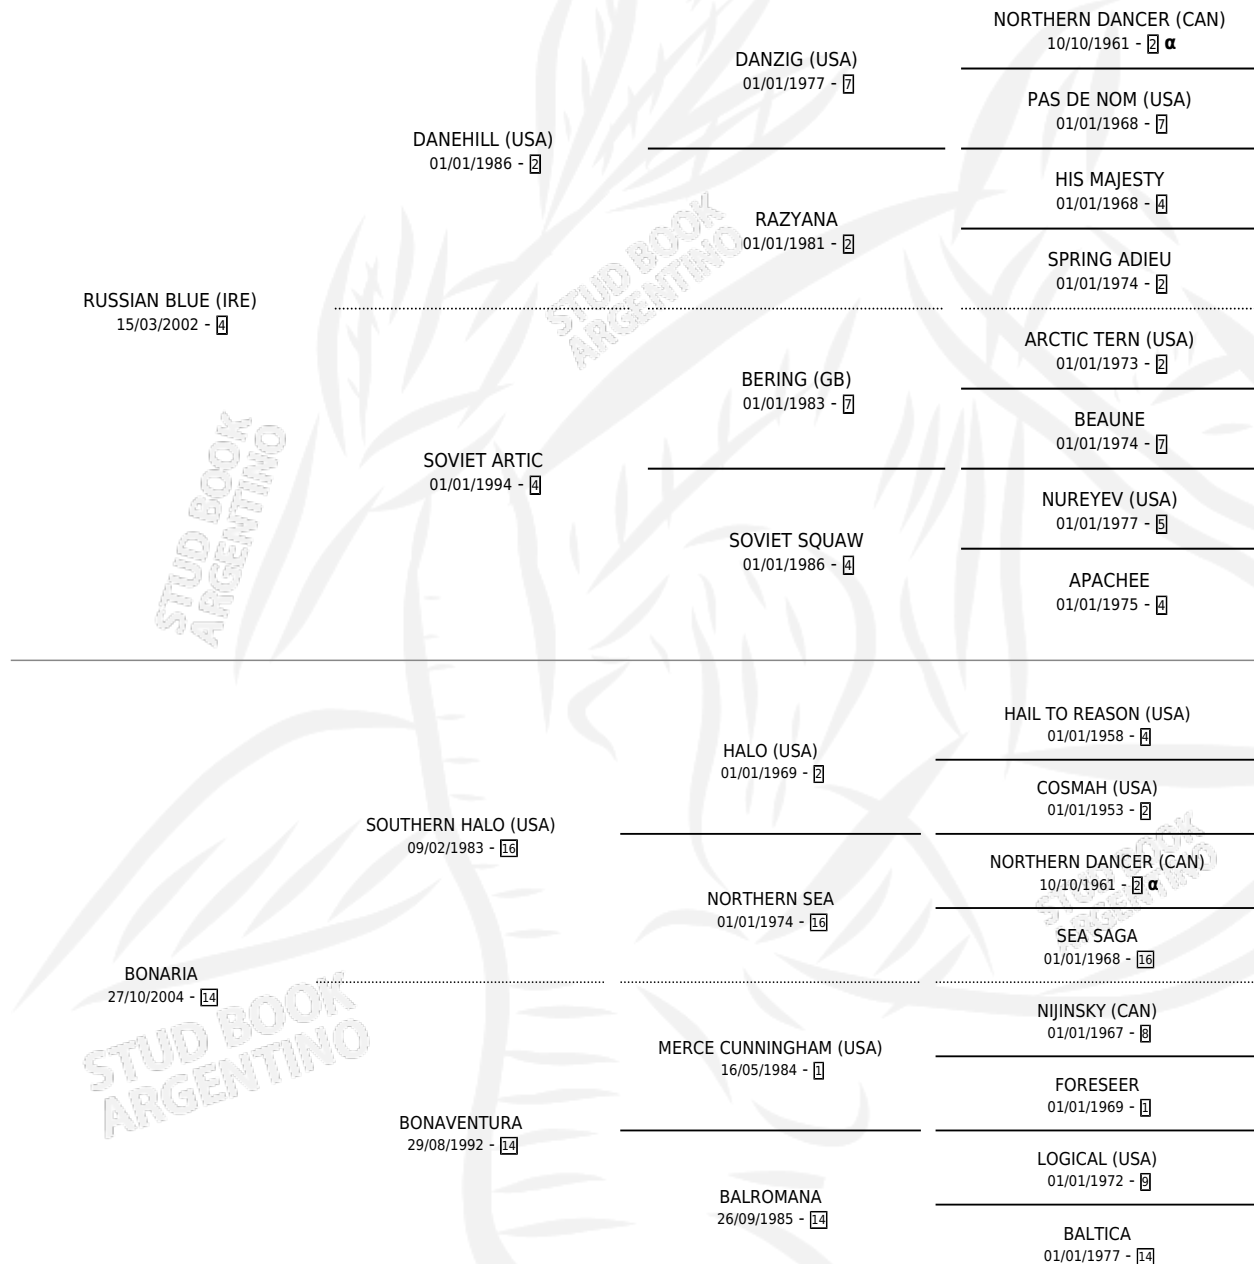 NORTHERN DANCER (CAN)
10/10/1961 - 2 α
DANZIG (USA)
01/01/1977 - 7
PAS DE NOM (USA)
01/01/1968 - 7
DANEHILL (USA)
01/01/1986 - 2
HIS MAJESTY
01/01/1968 - 4
RAZYANA
01/01/1981 - 2
SPRING ADIEU
01/01/1974 - 2
RUSSIAN BLUE (IRE)
15/03/2002 - 4
ARCTIC TERN (USA)
01/01/1973 - 2
BERING (GB)
01/01/1983 - 7
BEAUNE
01/01/1974 - 7
SOVIET ARTIC
01/01/1994 - 4
NUREYEV (USA)
01/01/1977 - 5
SOVIET SQUAW
01/01/1986 - 4
APACHEE
01/01/1975 - 4
HAIL TO REASON (USA)
01/01/1958 - 4
HALO (USA)
01/01/1969 - 2
COSMAH (USA)
01/01/1953 - 2
SOUTHERN HALO (USA)
09/02/1983 - 16
NORTHERN DANCER (CAN)
10/10/1961 - 2 α
NORTHERN SEA
01/01/1974 - 16
SEA SAGA
01/01/1968 - 16
BONARIA
27/10/2004 - 14
NIJINSKY (CAN)
01/01/1967 - 8
MERCE CUNNINGHAM (USA)
16/05/1984 - 1
FORESEER
01/01/1969 - 1
BONAVENTURA
29/08/1992 - 14
LOGICAL (USA)
01/01/1972 - 9
BALROMANA
26/09/1985 - 14
BALTICA
01/01/1977 - 14
STUD BOOK
ARGENTINO
STUD BOOK
ARGENTINO
STUD BOOK
ARGENTINO
STUD BOOK
ARGENTINO